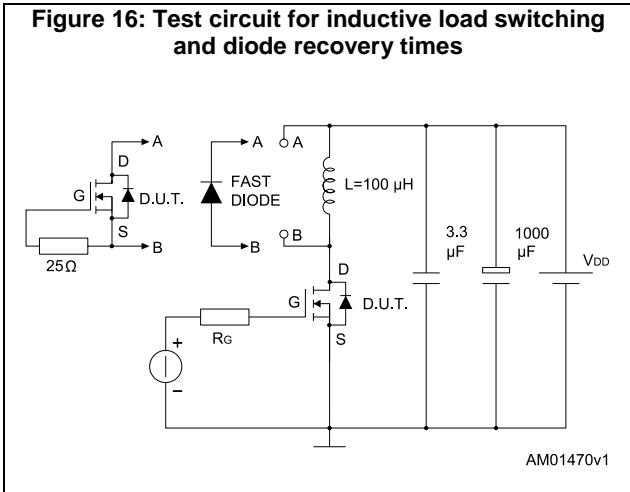 Figure 16: Test circuit for inductive load switching
and diode recovery times
A
D
G
D.U.T.
S
B
25Ω
A
FAST
DIODE
B
A
L=100 µH
B
D
G
D.U.T.
S
RG
+
–
3.3
µF
1000
µF
VDD
AM01470v1